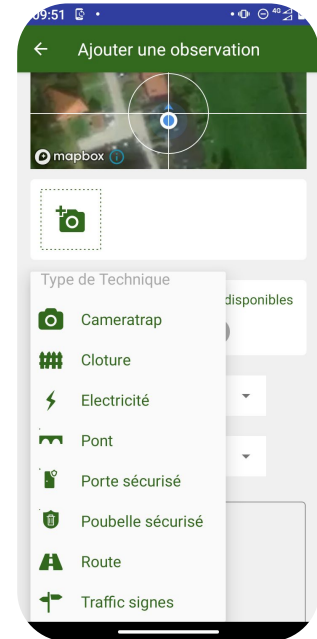 09:51
4G
Ajouter une observation
mapbox
Type de Technique
disponibles
Cameratrap
Cloture
Electricité
Pont
Porte sécurisé
Poubelle sécurisé
Route
Traffic signes